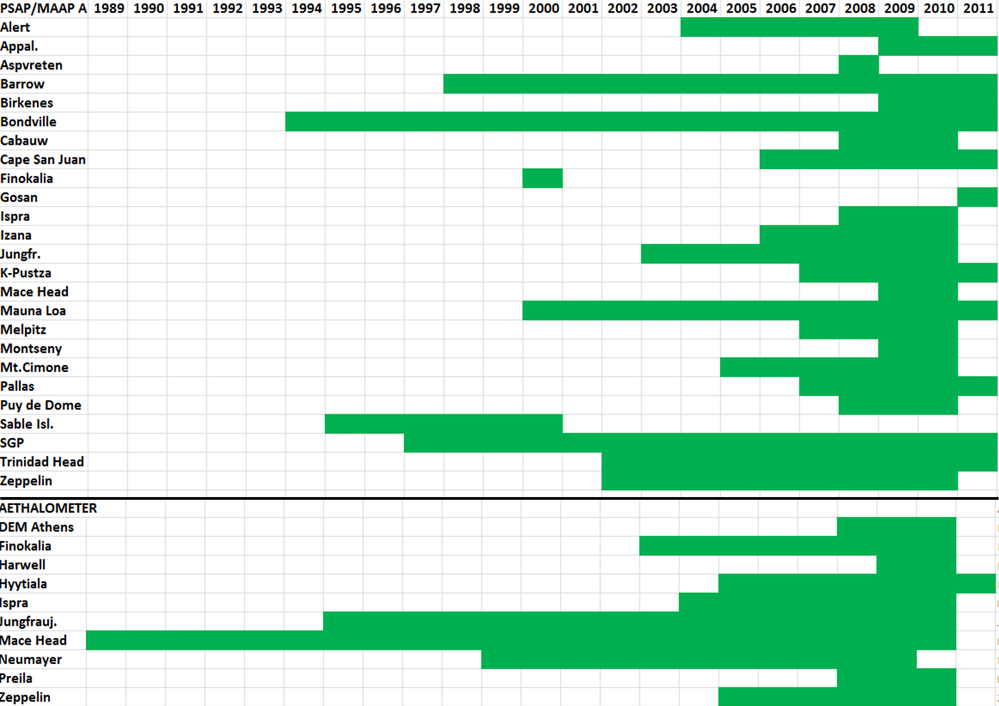 PSAP/MAAP A 1989 1990 1991 1992 1993 1994 1995 1996 1997 1998 1999 2000 2001 2002 2003 2004 2005 2006 2007 2008 2009 2010 2011
Alert
Appal.
Aspvreten
Barrow
Birkenes
Bondville
Cabauw
Cape San Juan
Finokalia
Gosan
Ispra
Izana
Jungfr.
K-Pustza
Mace Head
Mauna Loa
Melpitz
Montseny
Mt.Cimone
Pallas
Puy de Dome
Sable Isl.
SGP
Trinidad Head
Zeppelin
AETHALOMETER
DEM Athens
Finokalia
Harwell
Hyytiala
Ispra
Jungfrauj.
Mace Head
Neumayer
Preila
Zeppelin